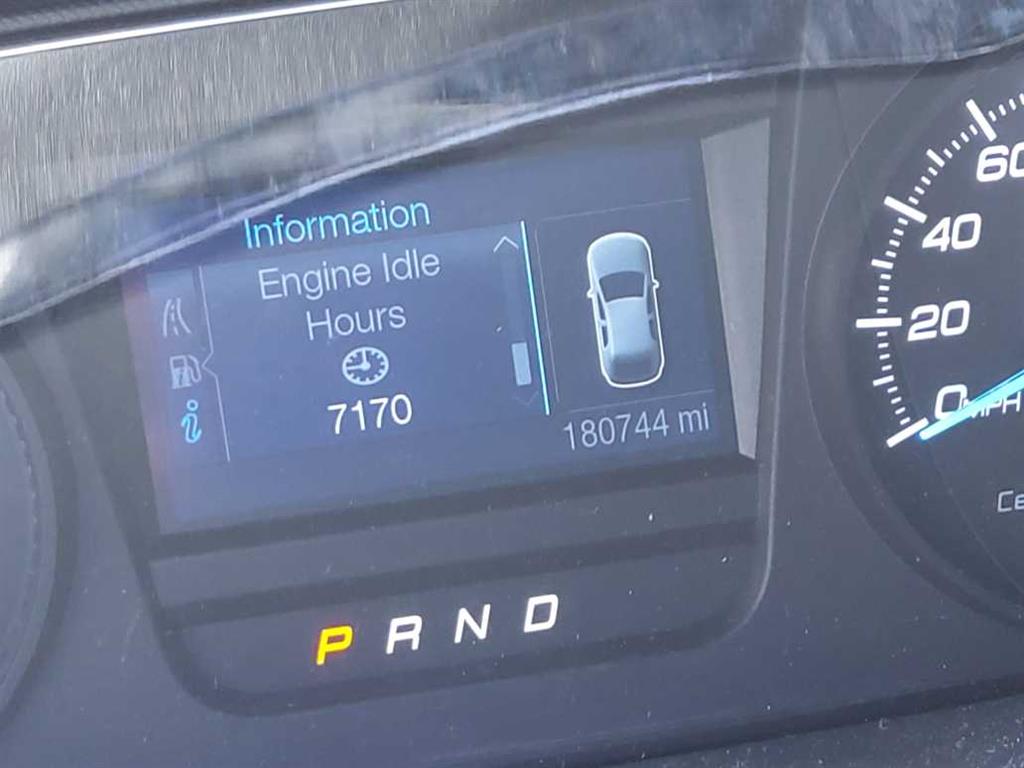 Information
Engine Idle
Hours
7170
180744 mi
P R N D
60
40
20
0
MPH